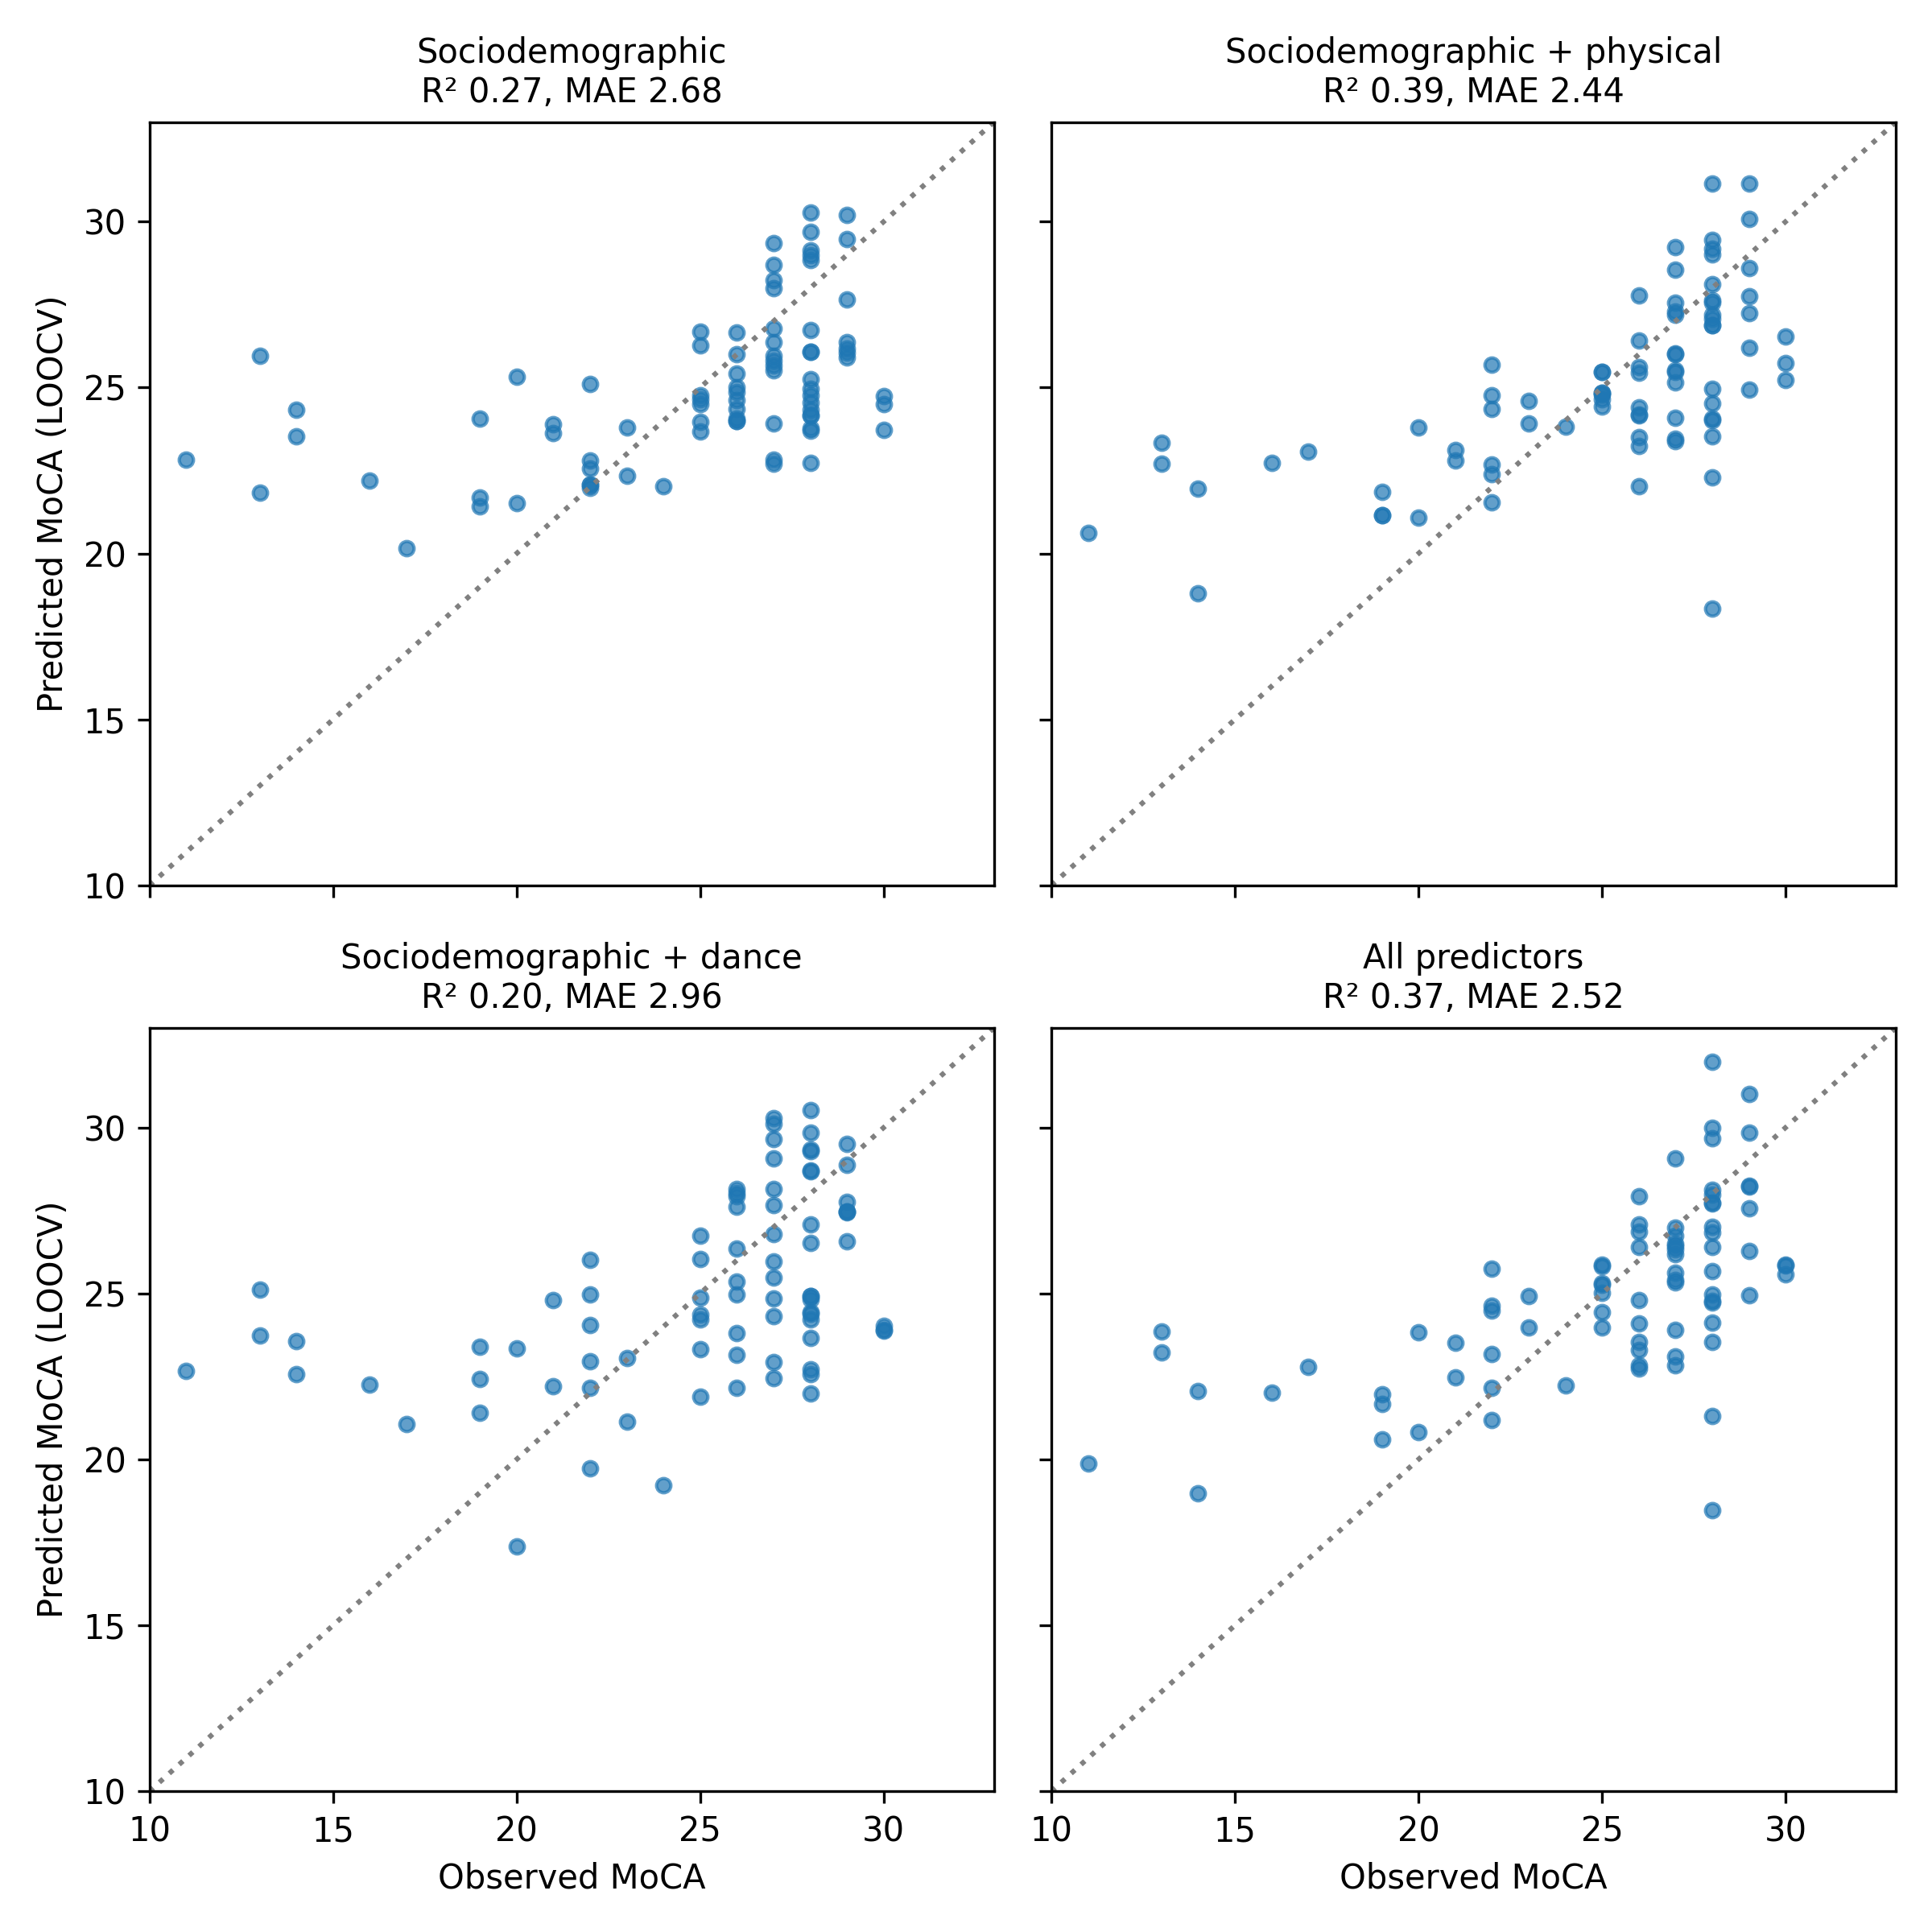 Sociodemographic
R² 0.27, MAE 2.68
Sociodemographic + physical
R² 0.39, MAE 2.44
Predicted MoCA (LOOCV)
30
25
20
15
10
Sociodemographic + dance
R² 0.20, MAE 2.96
All predictors
R² 0.37, MAE 2.52
Predicted MoCA (LOOCV)
30
25
20
15
10
10 15 20 25 30
10 15 20 25 30
Observed MoCA
Observed MoCA